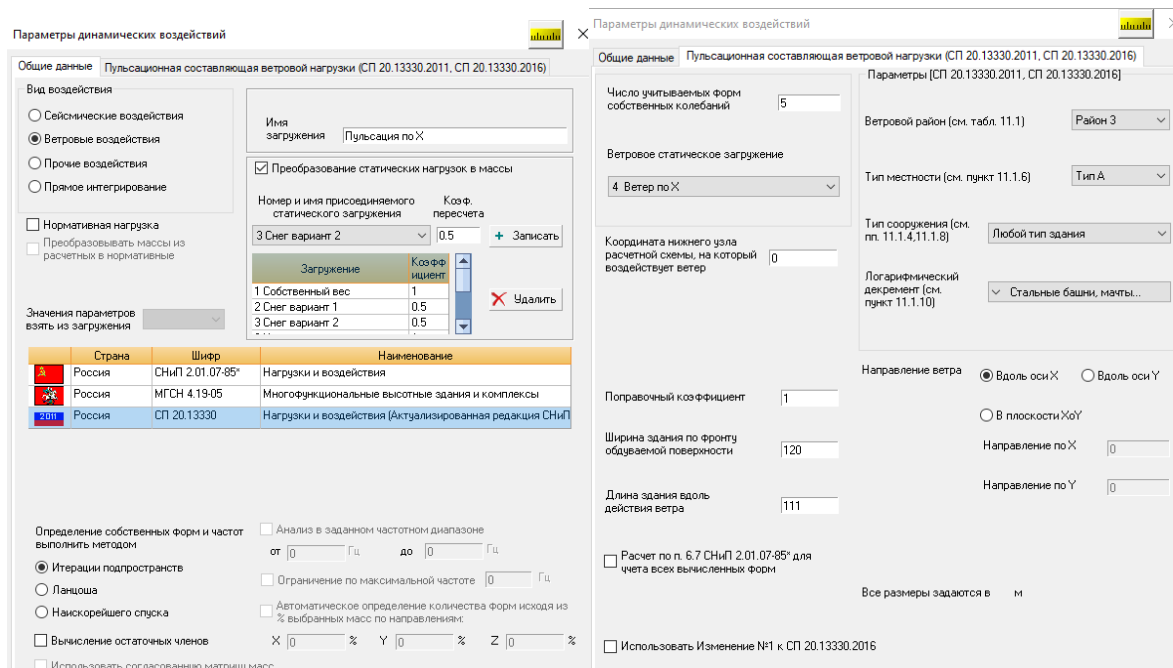 Параметры динамических воздействий
Общие данные
Пульсационная составляющая ветровой нагрузки (СП 20.13330.2011, СП 20.13330.2016)
Вид воздействия
Сейсмические воздействия
Ветровые воздействия
Прочие воздействия
Прямое интегрирование
Нормативная нагрузка
Преобразовывать массы из
расчетных в нормативные
Значения параметров
взять из загружения
Имя
загружения
Пульсация по X
Преобразование статических нагрузок в массы
Номер и имя присоединяемого
статического загружения
Коэф.
пересчета
3 Снег вариант 2
0.5
Записать
Загружение
Коэфф
ициент
1 Собственный вес
1
2 Снег вариант 1
0.5
3 Снег вариант 2
0.5
Удалить
Страна
Шифр
Наименование
Россия
СНиП 2.01.07-85*
Нагрузки и воздействия
Россия
МГСН 4.19-05
Многофункциональные высотные здания и комплексы
2011
Россия
СП 20.13330
Нагрузки и воздействия (Актуализированная редакция СНиП
Определение собственных форм и частот
выполнить методом
Итерации подпространств
Ланцоша
Наискорейшего спуска
Вычисление остаточных членов
Использовать согласованную матрицу масс
Анализ в заданном частотном диапазоне
от 0 Гц до 0 Гц
Ограничение по максимальной частоте 0 Гц
Автоматическое определение количества форм исходя из
% выбранных масс по направлениям:
X 0 % Y 0 % Z 0 %
Параметры динамических воздействий
Общие данные
Пульсационная составляющая ветровой нагрузки (СП 20.13330.2011, СП 20.13330.2016)
Число учитываемых форм
собственных колебаний
5
Ветровое статическое загружение
4 Ветер по X
Координата нижнего узла
расчетной схемы, на который
воздействует ветер
0
Поправочный коэффициент
1
Ширина здания по фронту
обдуваемой поверхности
120
Длина здания вдоль
действия ветра
111
Расчет по п. 6.7 СНиП 2.01.07-85* для
учета всех вычисленных форм
Использовать Изменение №1 к СП 20.13330.2016
Параметры [СП 20.13330.2011, СП 20.13330.2016]
Ветровой район (см. табл. 11.1)
Район 3
Тип местности (см. пункт 11.1.6)
Тип A
Тип сооружения (см.
пп. 11.1.4,11.1.8)
Любой тип здания
Логарифмический
декремент (см.
пункт 11.1.10)
Стальные башни, мачты...
Направление ветра
Вдоль оси X
Вдоль оси Y
В плоскости XoY
Направление по X
0
Направление по Y
0
Все размеры задаются в м